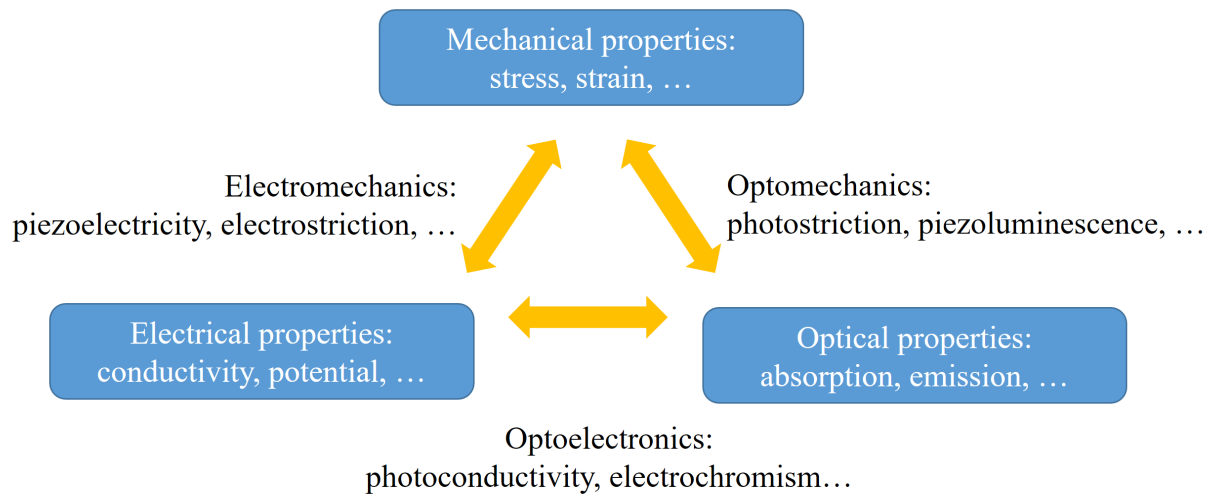 Mechanical properties:
stress, strain, …
Electromechanics:
piezoelectricity, electrostriction, …
Optomechanics:
photostriction, piezoluminescence, …
Electrical properties:
conductivity, potential, …
Optical properties:
absorption, emission, …
Optoelectronics:
photoconductivity, electrochromism…